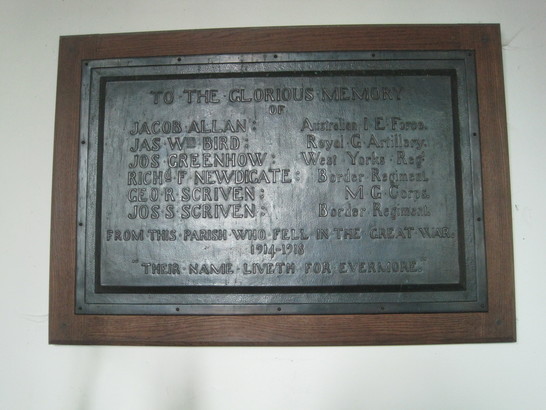 TO · THE · GLORIOUS · MEMORY
OF
JACOB · ALLAN : Australian I · E · Force.
JAS · Wᴹ · BIRD : Royal · G · Artillery.
JOS · GREENHOW : West · Yorks · Regᵗ
RICHᴰ · F · NEWDIGATE : Border · Regiment.
GEO · R · SCRIVEN : M · G · Corps.
JOS · S · SCRIVEN : Border · Regiment.
FROM · THIS · PARISH · WHO · FELL · IN · THE · GREAT · WAR.
1914-1918
"THEIR · NAME · LIVETH · FOR · EVERMORE."